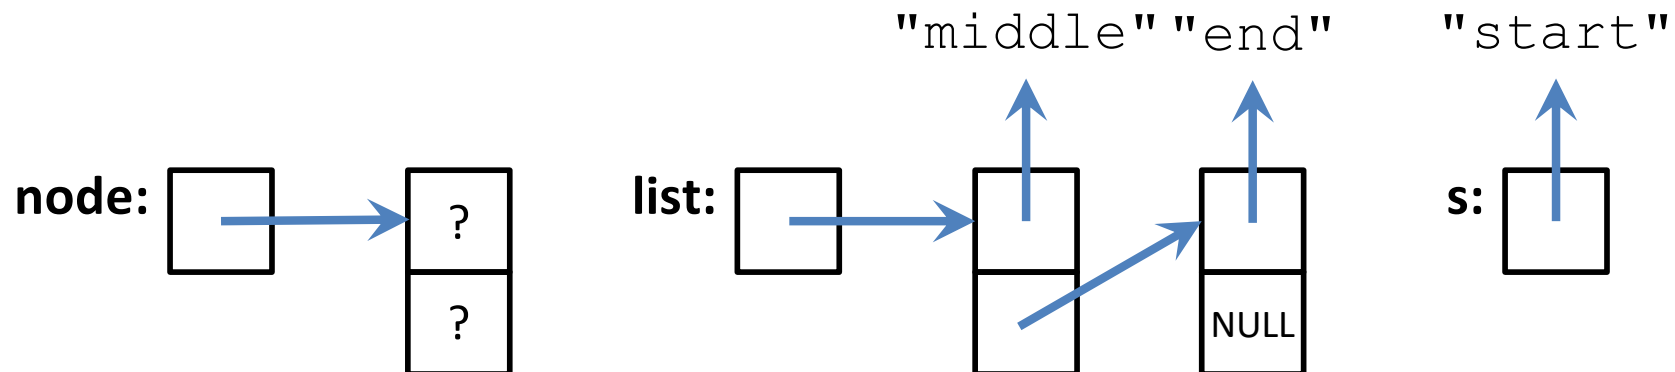 "middle" "end" "start"
node: ? list: s:
? NULL